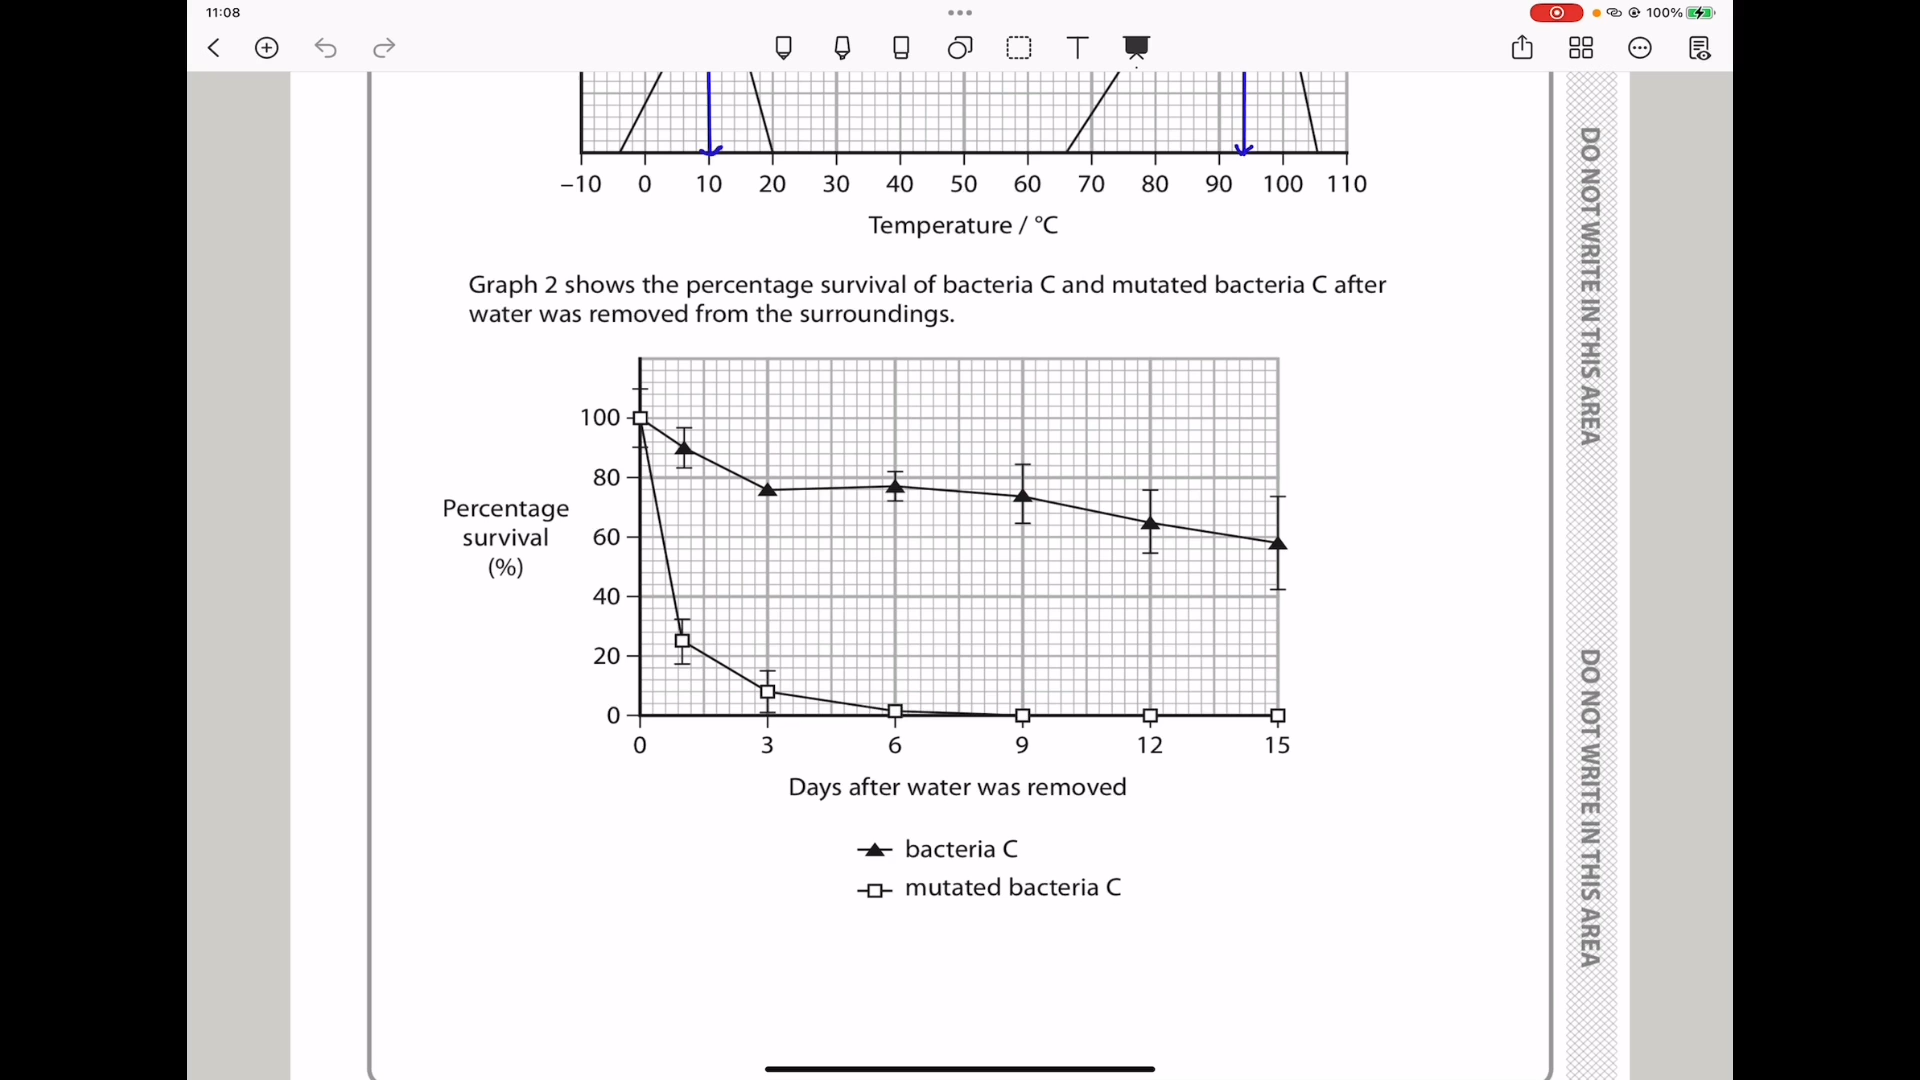 11:08
100%
T
–10 0 10 20 30 40 50 60 70 80 90 100 110
Temperature / °C
Graph 2 shows the percentage survival of bacteria C and mutated bacteria C after
water was removed from the surroundings.
100
80
60
40
20
0
Percentage
survival
(%)
0 3 6 9 12 15
Days after water was removed
bacteria C
mutated bacteria C
DO NOT WRITE IN THIS AREA
DO NOT WRITE IN THIS AREA